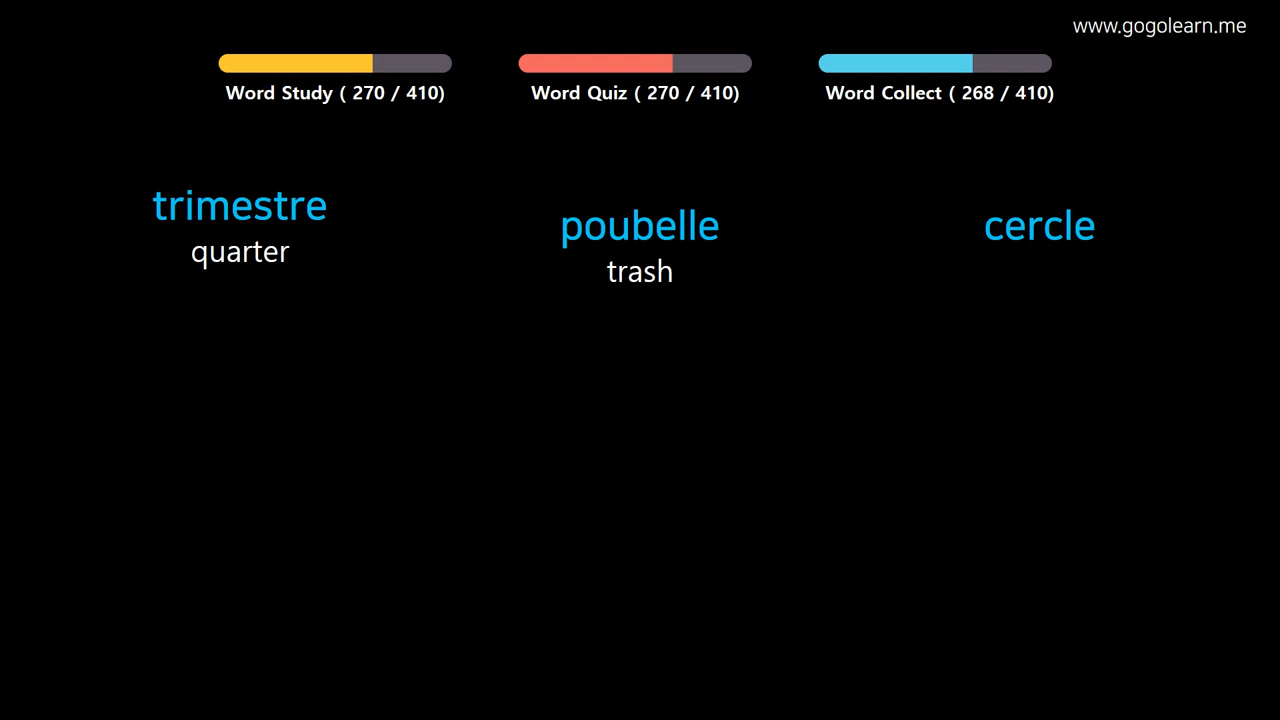 www.gogolearn.me
Word Study ( 270 / 410)
Word Quiz ( 270 / 410)
Word Collect ( 268 / 410)
trimestre
quarter
poubelle
trash
cercle